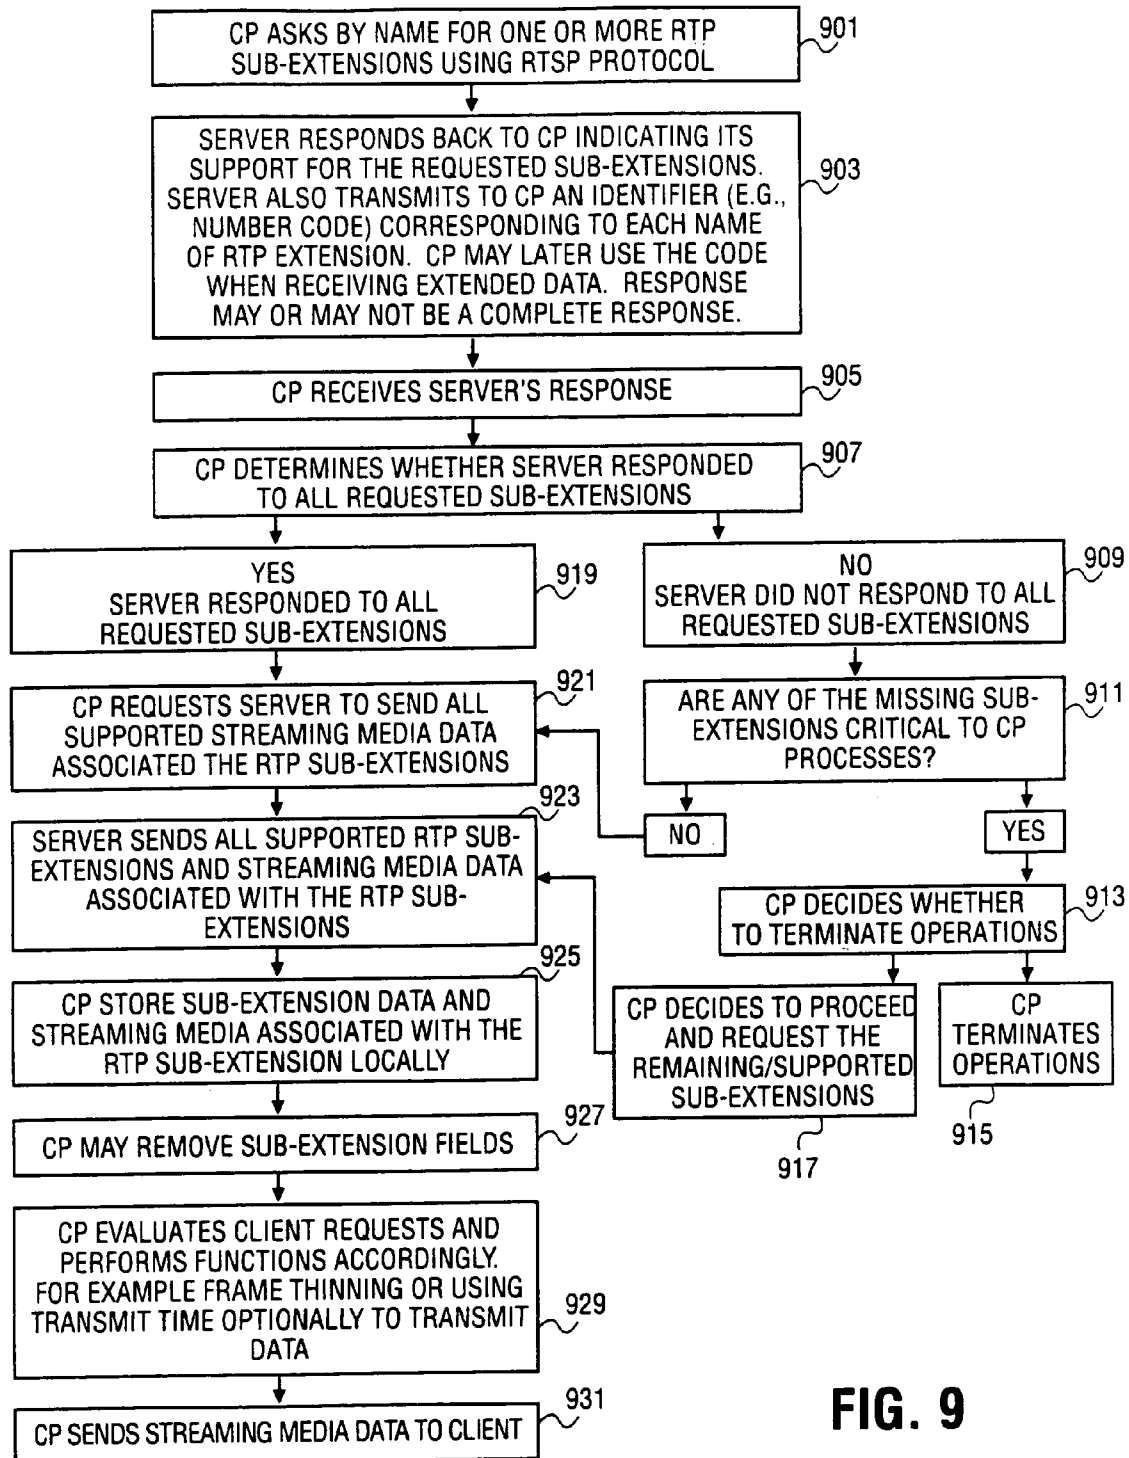 CP ASKS BY NAME FOR ONE OR MORE RTP
SUB-EXTENSIONS USING RTSP PROTOCOL
901
SERVER RESPONDS BACK TO CP INDICATING ITS
SUPPORT FOR THE REQUESTED SUB-EXTENSIONS.
SERVER ALSO TRANSMITS TO CP AN IDENTIFIER (E.G.,
NUMBER CODE) CORRESPONDING TO EACH NAME
OF RTP EXTENSION. CP MAY LATER USE THE CODE
WHEN RECEIVING EXTENDED DATA. RESPONSE
MAY OR MAY NOT BE A COMPLETE RESPONSE.
903
CP RECEIVES SERVER'S RESPONSE
905
CP DETERMINES WHETHER SERVER RESPONDED
TO ALL REQUESTED SUB-EXTENSIONS
907
YES
SERVER RESPONDED TO ALL
REQUESTED SUB-EXTENSIONS
919
NO
SERVER DID NOT RESPOND TO ALL
REQUESTED SUB-EXTENSIONS
909
CP REQUESTS SERVER TO SEND ALL
SUPPORTED STREAMING MEDIA DATA
ASSOCIATED THE RTP SUB-EXTENSIONS
921
ARE ANY OF THE MISSING SUB-
EXTENSIONS CRITICAL TO CP
PROCESSES?
911
NO
YES
SERVER SENDS ALL SUPPORTED RTP SUB-
EXTENSIONS AND STREAMING MEDIA DATA
ASSOCIATED WITH THE RTP SUB-
EXTENSIONS
923
CP DECIDES WHETHER
TO TERMINATE OPERATIONS
913
CP STORE SUB-EXTENSION DATA AND
STREAMING MEDIA ASSOCIATED WITH THE
RTP SUB-EXTENSION LOCALLY
925
CP DECIDES TO PROCEED
AND REQUEST THE
REMAINING/SUPPORTED
SUB-EXTENSIONS
917
CP
TERMINATES
OPERATIONS
915
CP MAY REMOVE SUB-EXTENSION FIELDS
927
CP EVALUATES CLIENT REQUESTS AND
PERFORMS FUNCTIONS ACCORDINGLY.
FOR EXAMPLE FRAME THINNING OR USING
TRANSMIT TIME OPTIONALLY TO TRANSMIT
DATA
929
CP SENDS STREAMING MEDIA DATA TO CLIENT
931
FIG. 9